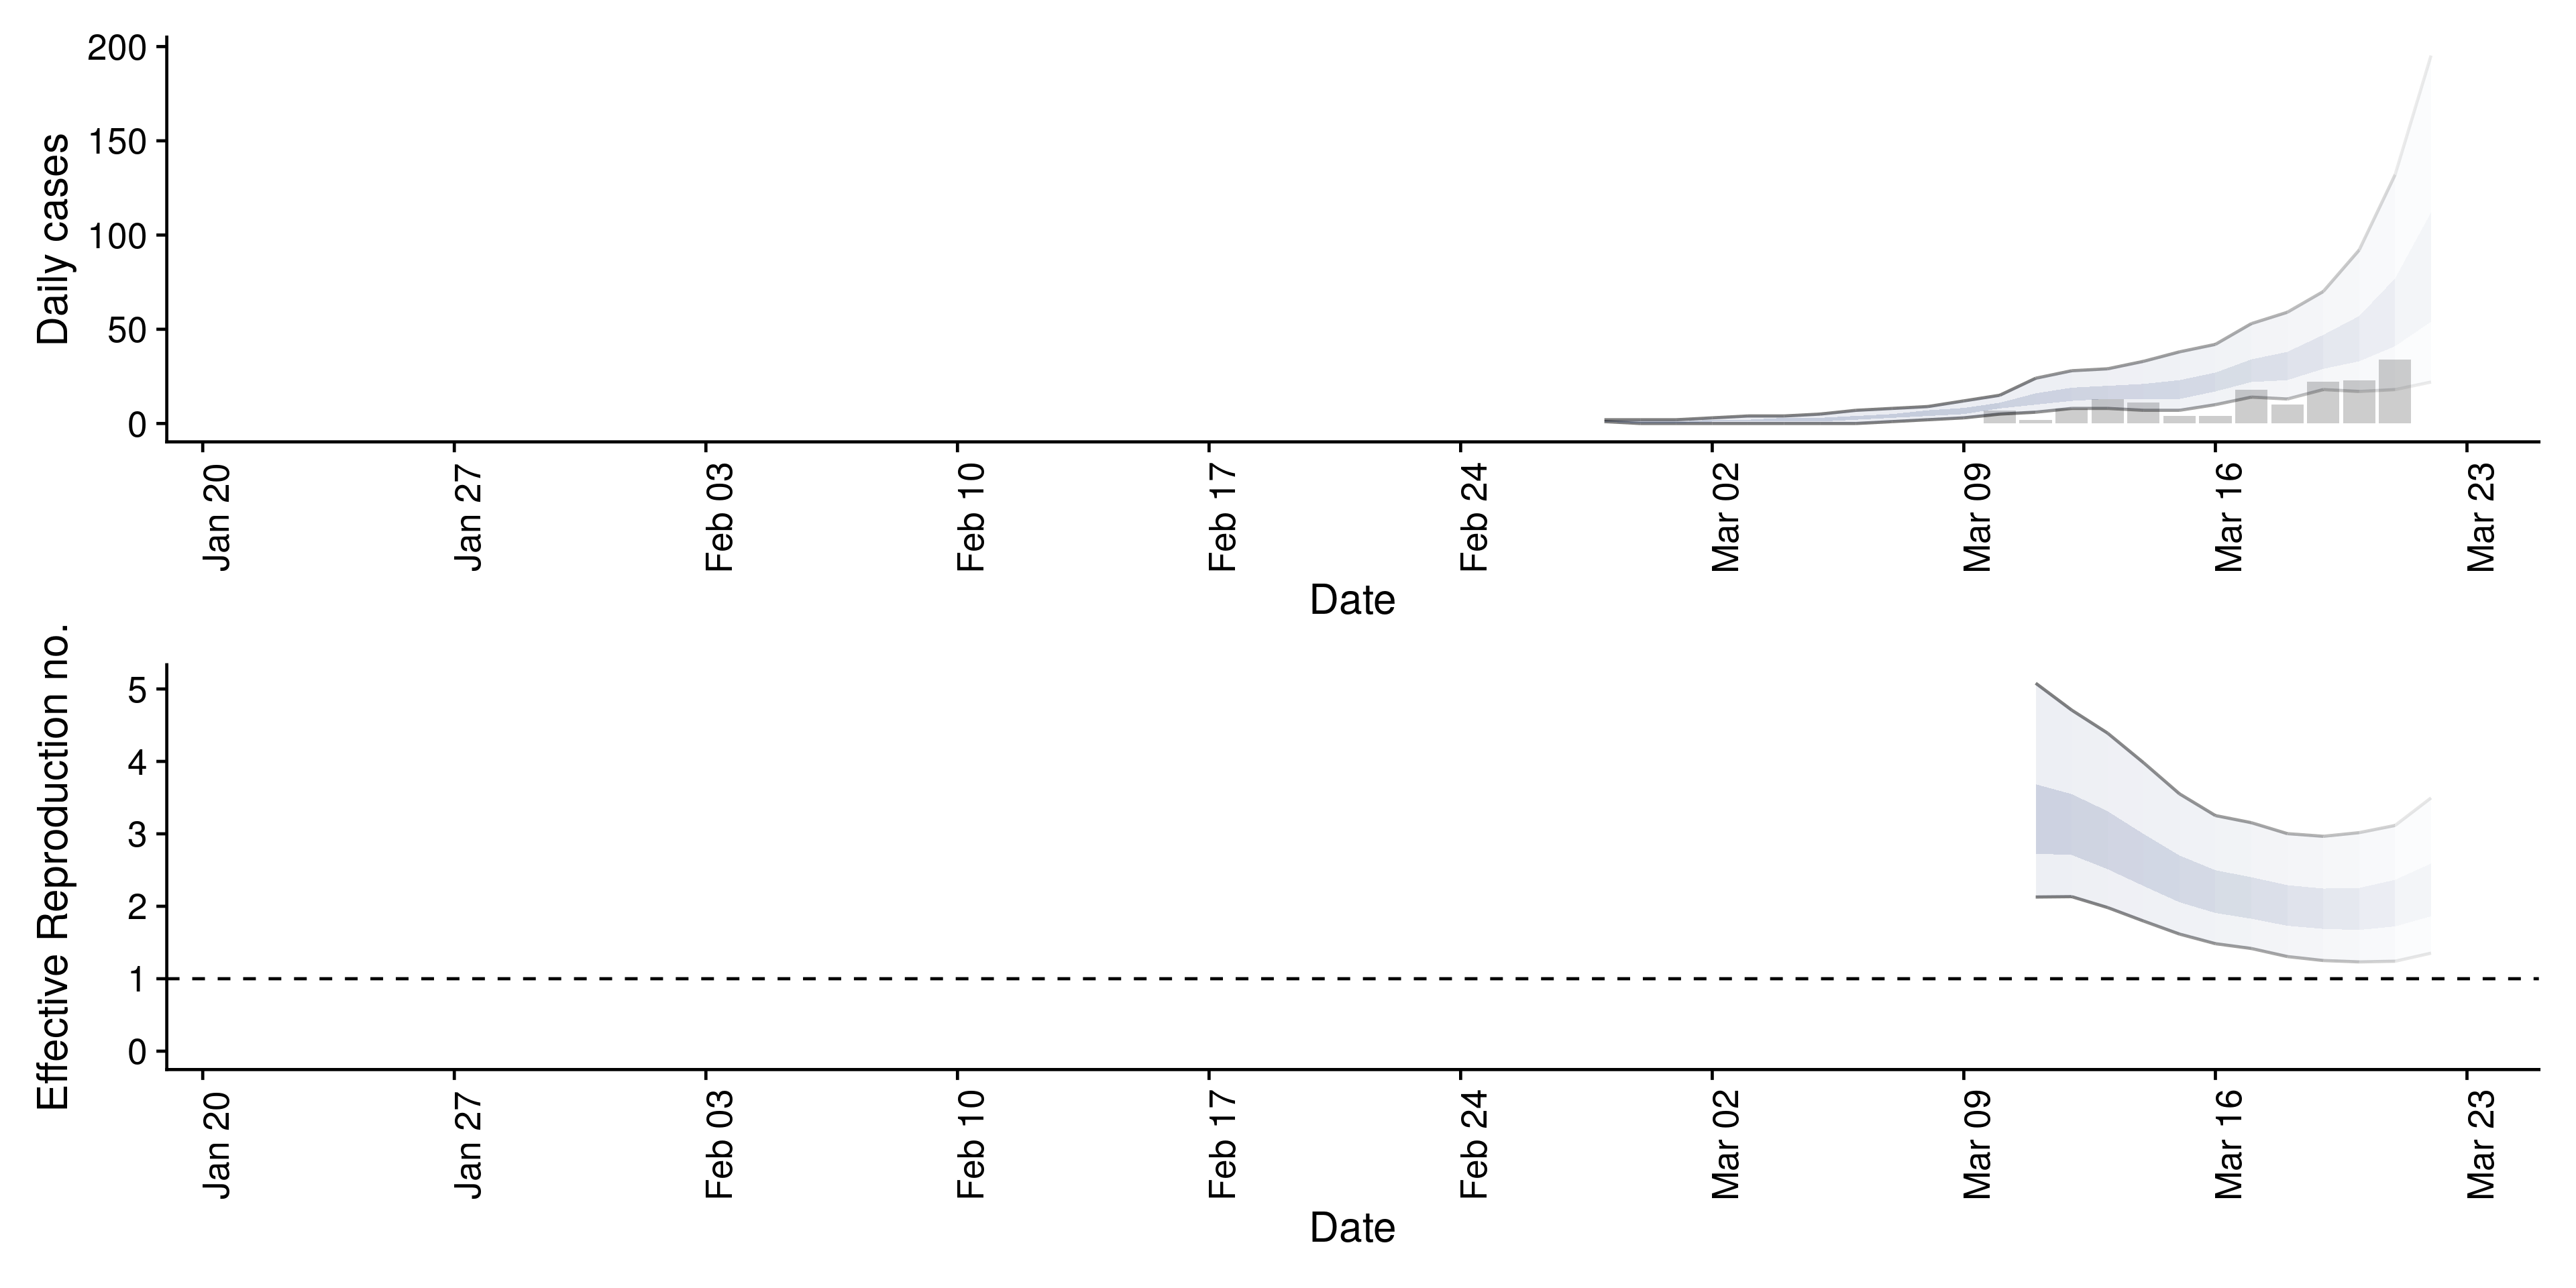 Daily cases
200
150
100
50
0
Jan 20
Jan 27
Feb 03
Feb 10
Feb 17
Feb 24
Mar 02
Mar 09
Mar 16
Mar 23
Date
Effective Reproduction no.
5
4
3
2
1
0
Jan 20
Jan 27
Feb 03
Feb 10
Feb 17
Feb 24
Mar 02
Mar 09
Mar 16
Mar 23
Date